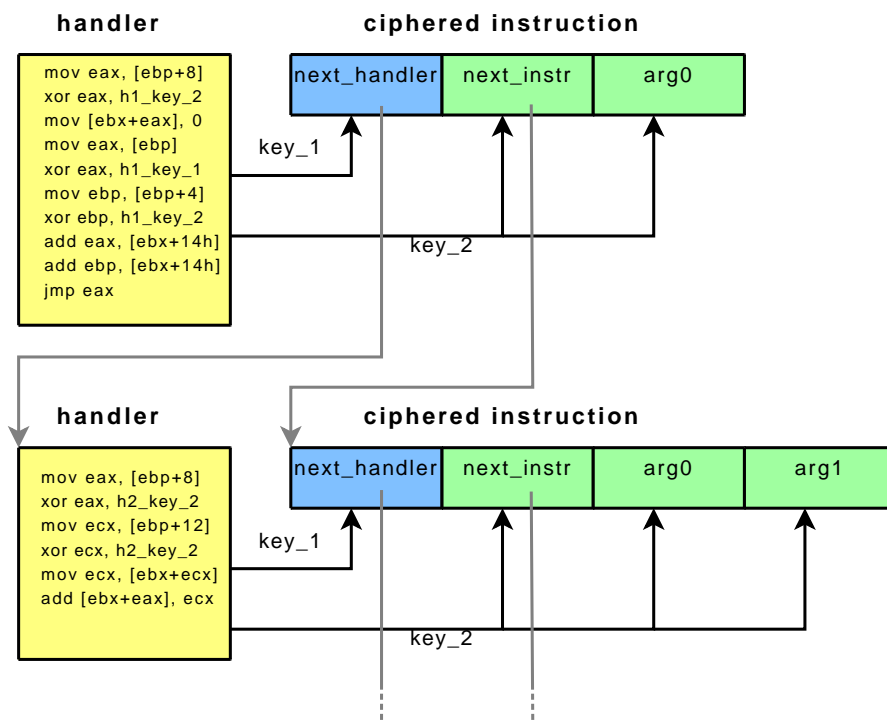 handler
ciphered instruction
mov eax, [ebp+8]
xor eax, h1_key_2
mov [ebx+eax], 0
mov eax, [ebp]
xor eax, h1_key_1
mov ebp, [ebp+4]
xor ebp, h1_key_2
add eax, [ebx+14h]
add ebp, [ebx+14h]
jmp eax
next_handler
next_instr
arg0
key_1
key_2
handler
ciphered instruction
mov eax, [ebp+8]
xor eax, h2_key_2
mov ecx, [ebp+12]
xor ecx, h2_key_2
mov ecx, [ebx+ecx]
add [ebx+eax], ecx
next_handler
next_instr
arg0
arg1
key_1
key_2